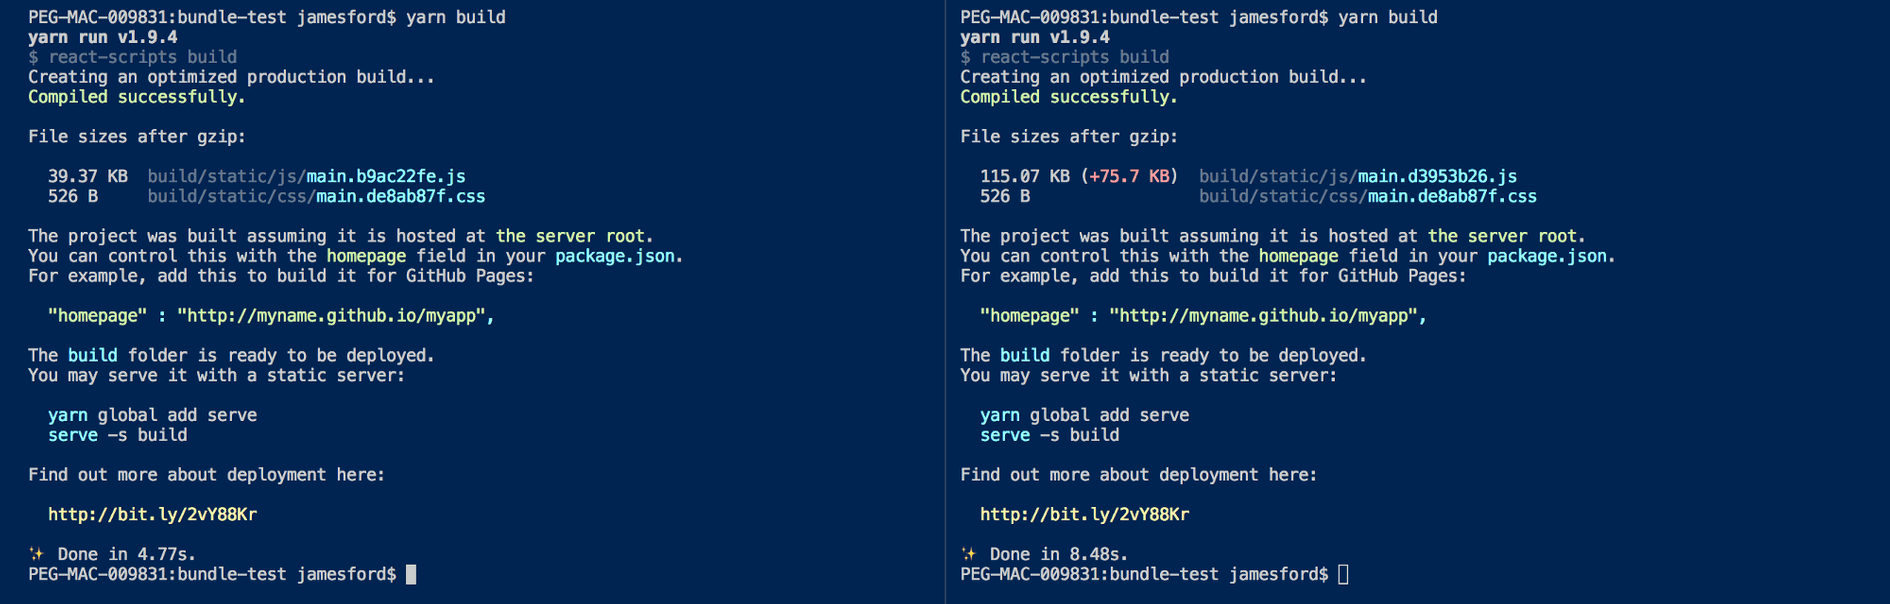 PEG-MAC-009831:bundle-test jamesford$ yarn build
yarn run v1.9.4
$ react-scripts build
Creating an optimized production build...
Compiled successfully.
File sizes after gzip:
39.37 KB  build/static/js/main.b9ac22fe.js
526 B     build/static/css/main.de8ab87f.css
The project was built assuming it is hosted at the server root.
You can control this with the homepage field in your package.json.
For example, add this to build it for GitHub Pages:
"homepage" : "http://myname.github.io/myapp",
The build folder is ready to be deployed.
You may serve it with a static server:
yarn global add serve
serve -s build
Find out more about deployment here:
http://bit.ly/2vY88Kr
✨ Done in 4.77s.
PEG-MAC-009831:bundle-test jamesford$
PEG-MAC-009831:bundle-test jamesford$ yarn build
yarn run v1.9.4
$ react-scripts build
Creating an optimized production build...
Compiled successfully.
File sizes after gzip:
115.07 KB (+75.7 KB)  build/static/js/main.d3953b26.js
526 B                 build/static/css/main.de8ab87f.css
The project was built assuming it is hosted at the server root.
You can control this with the homepage field in your package.json.
For example, add this to build it for GitHub Pages:
"homepage" : "http://myname.github.io/myapp",
The build folder is ready to be deployed.
You may serve it with a static server:
yarn global add serve
serve -s build
Find out more about deployment here:
http://bit.ly/2vY88Kr
✨ Done in 8.48s.
PEG-MAC-009831:bundle-test jamesford$